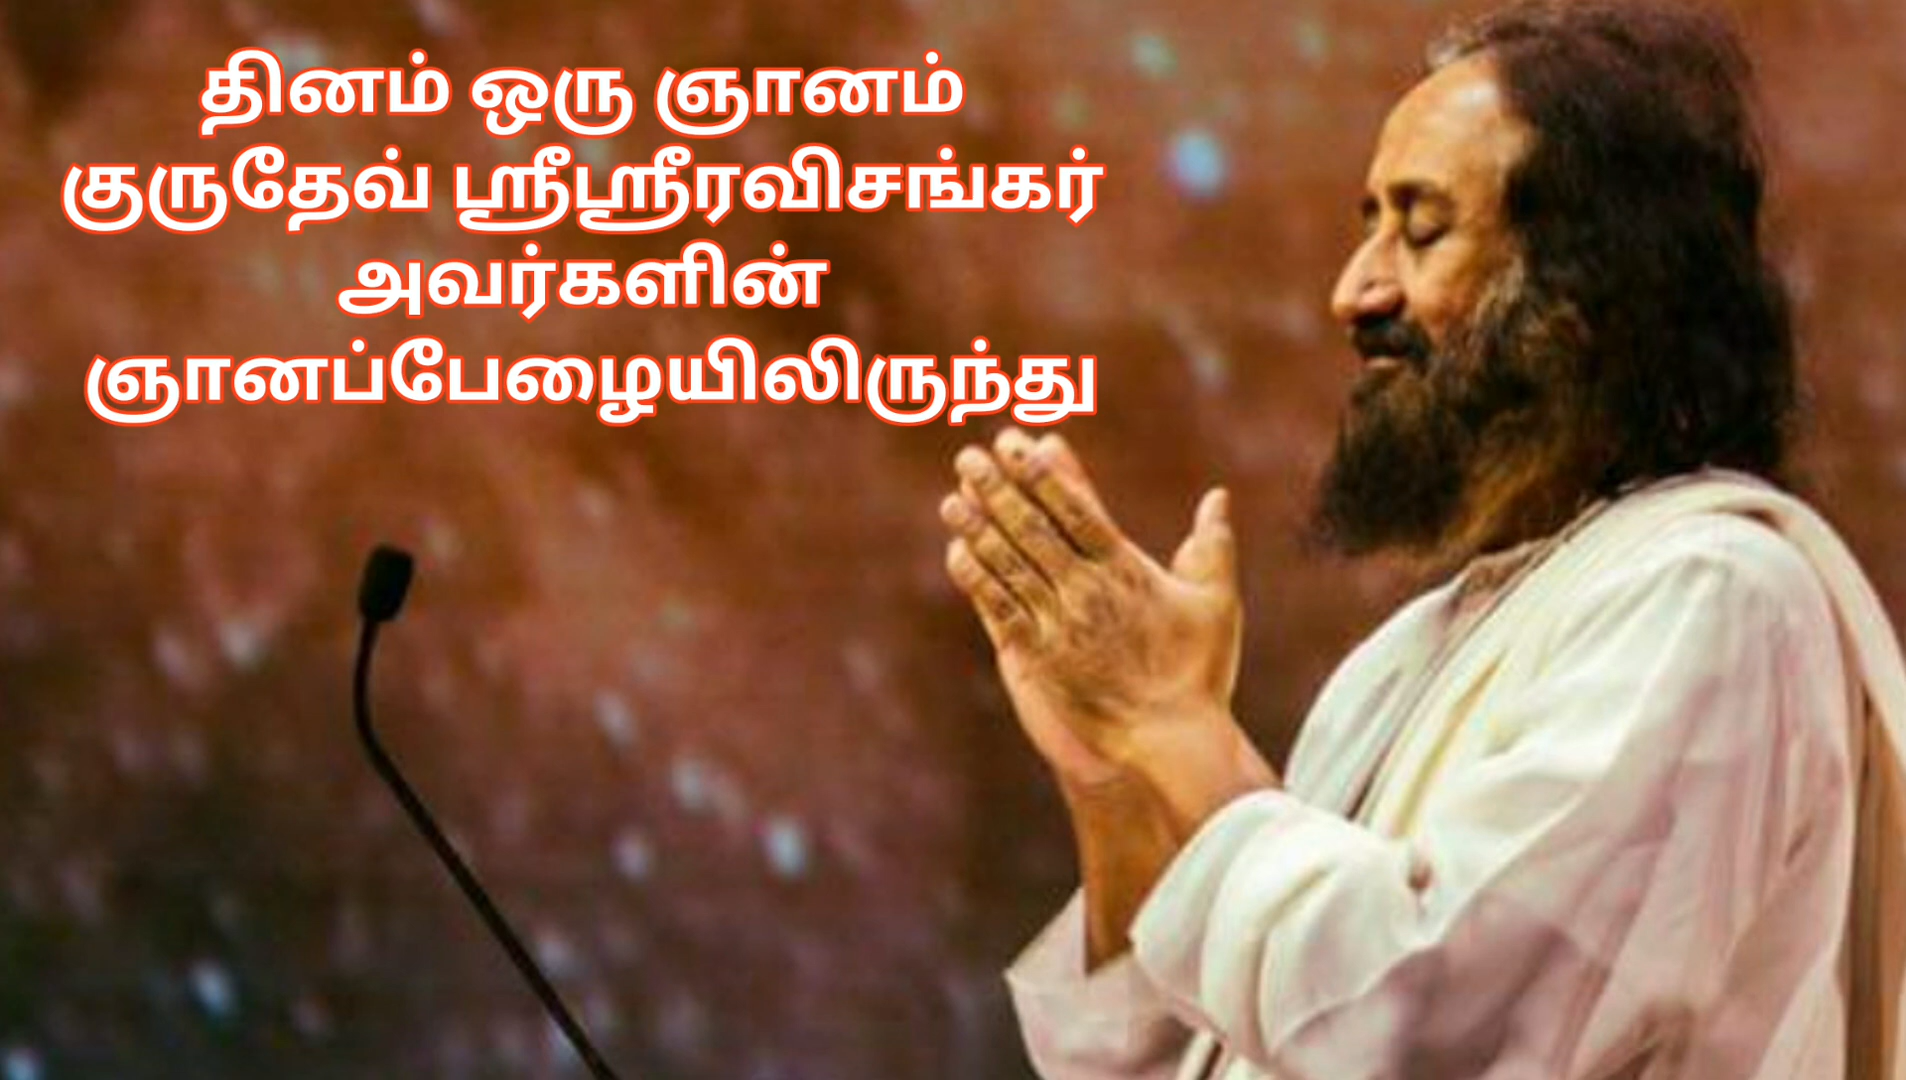 தினம் ஒரு ஞானம்
குருதேவ் ஸ்ரீஸ்ரீரவிசங்கர்
அவர்களின்
ஞானப்பேழையிலிருந்து